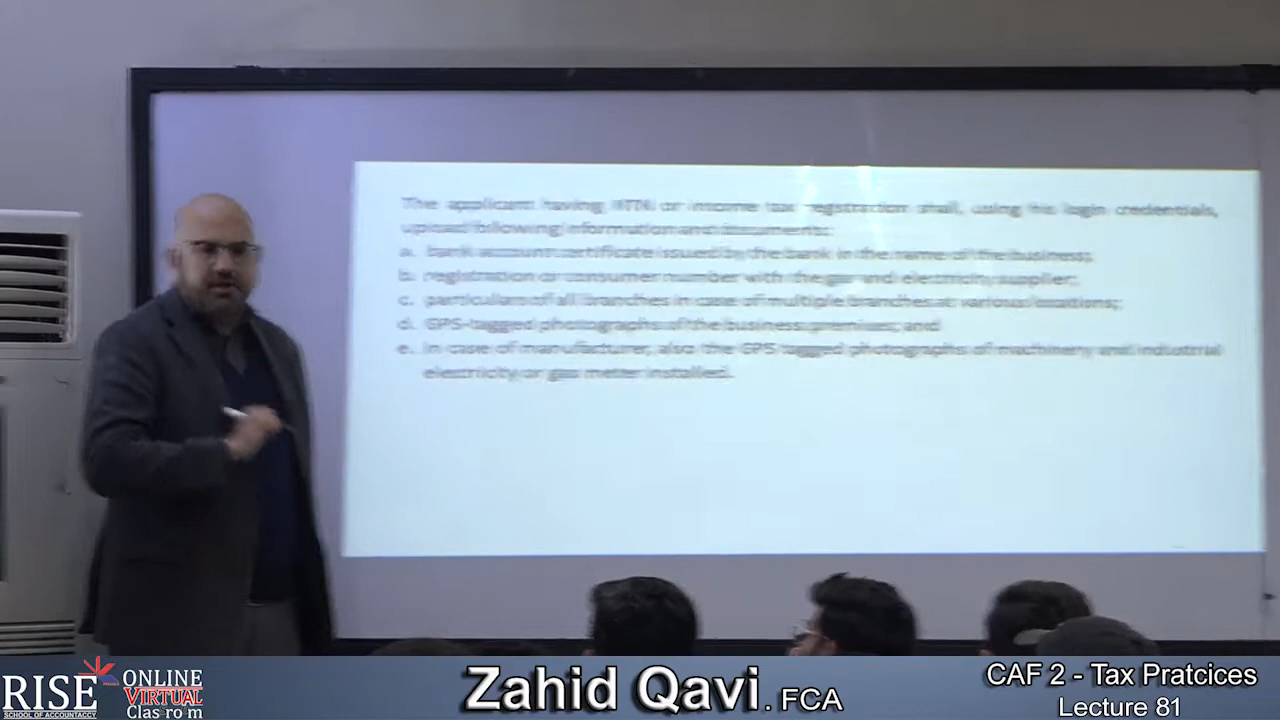 The applicant having NTN or income tax registration shall, using his login credentials,
upload following information and documents:
a. bank account certificate issued by the bank in the name of the business;
b. registration or consumer number with the gas and electricity supplier;
c. particulars of all branches in case of multiple branches at various locations;
d. GPS-tagged photographs of the business premises; and
e. In case of manufacturer, also the GPS-tagged photographs of machinery and industrial
electricity or gas meter installed.
RISE
SCHOOL OF ACCOUNTACCY
ONLINE
VIRTUAL
Clas ro m
Zahid Qavi. FCA
CAF 2 - Tax Pratcices
Lecture 81